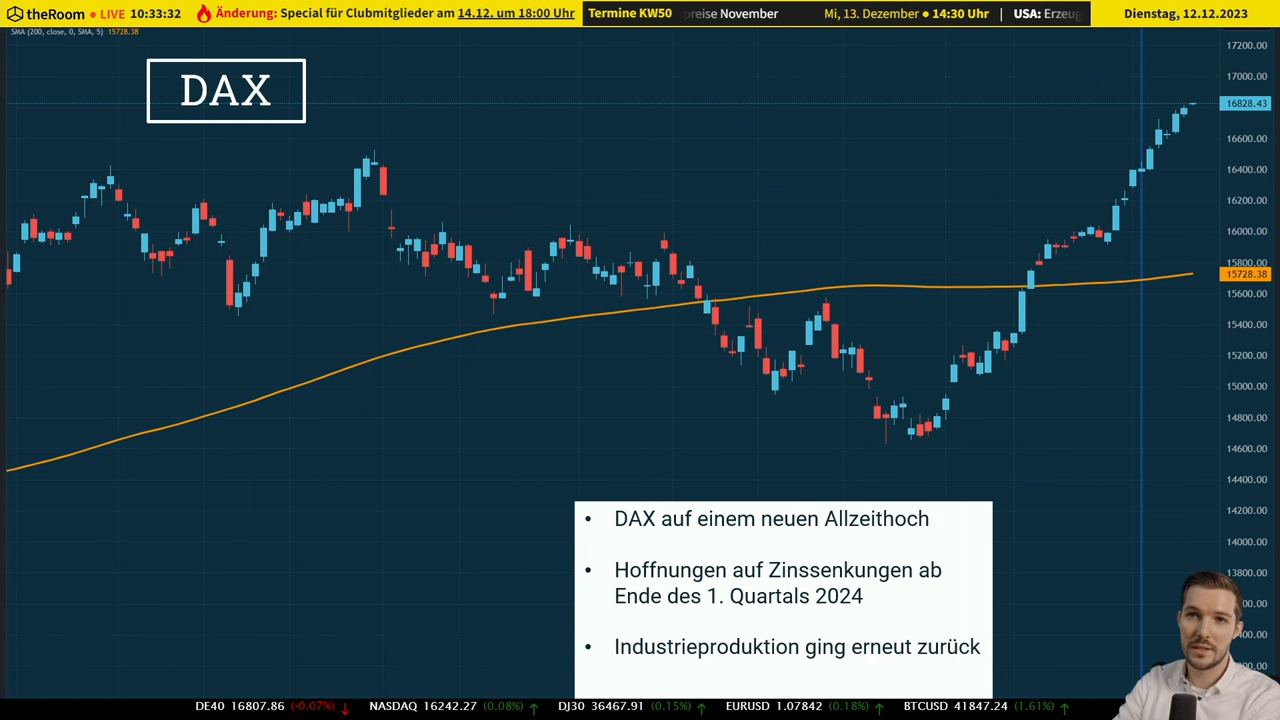 theRoom ● LIVE 10:33:32 Änderung: Special für Clubmitglieder am 14.12. um 18:00 Uhr Termine KW50 preise November Mi, 13. Dezember ● 14:30 Uhr | USA: Erzeug Dienstag, 12.12.2023
SMA (200, close, 0, SMA, 5) 15728.38
DAX
17200.00
17000.00
16828.43
16600.00
16400.00
16200.00
16000.00
15800.00
15728.38
15600.00
15400.00
15200.00
15000.00
14800.00
14600.00
14400.00
14200.00
14000.00
13800.00
• DAX auf einem neuen Allzeithoch
• Hoffnungen auf Zinssenkungen ab
Ende des 1. Quartals 2024
• Industrieproduktion ging erneut zurück
DE40 16807.86 (-0.07%) ↓ NASDAQ 16242.27 (0.08%) ↑ DJ30 36467.91 (0.15%) ↑ EURUSD 1.07842 (0.18%) ↑ BTCUSD 41847.24 (1.61%) ↑